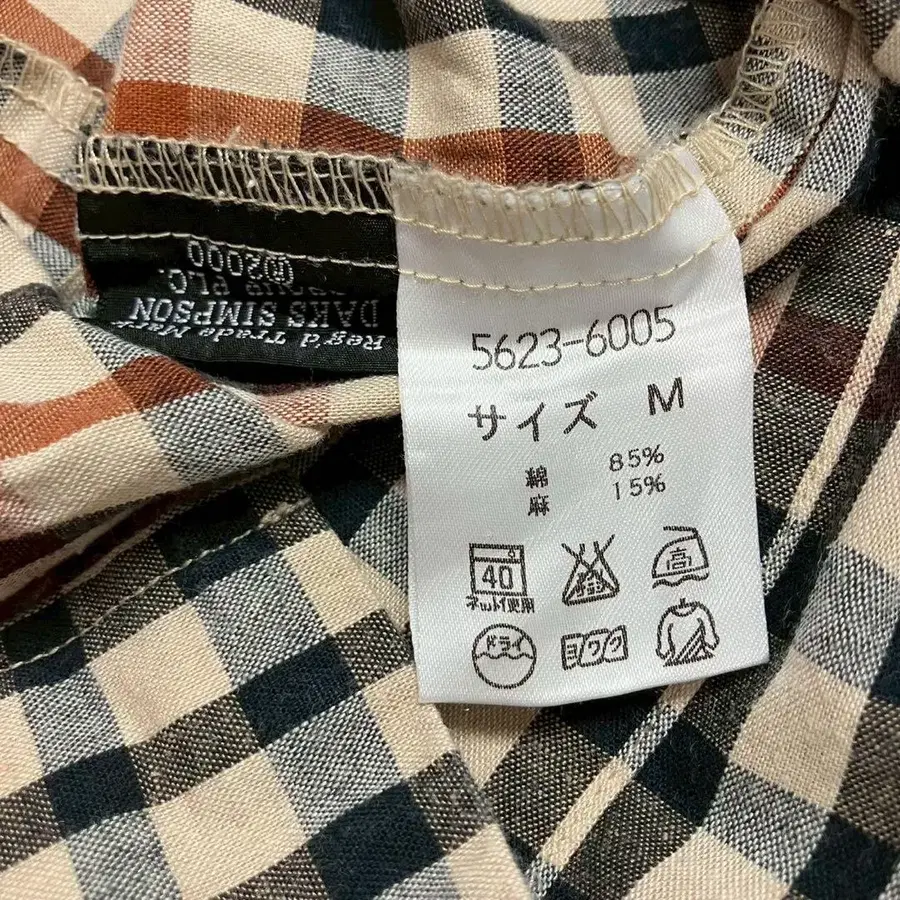 5623-6005
サイズ M
綿 85%
麻 15%
40
ネット使用
高
ドライ
ヨワク
Reg'd Trade Mark
DAKS SIMPSON
PLC.
©2000